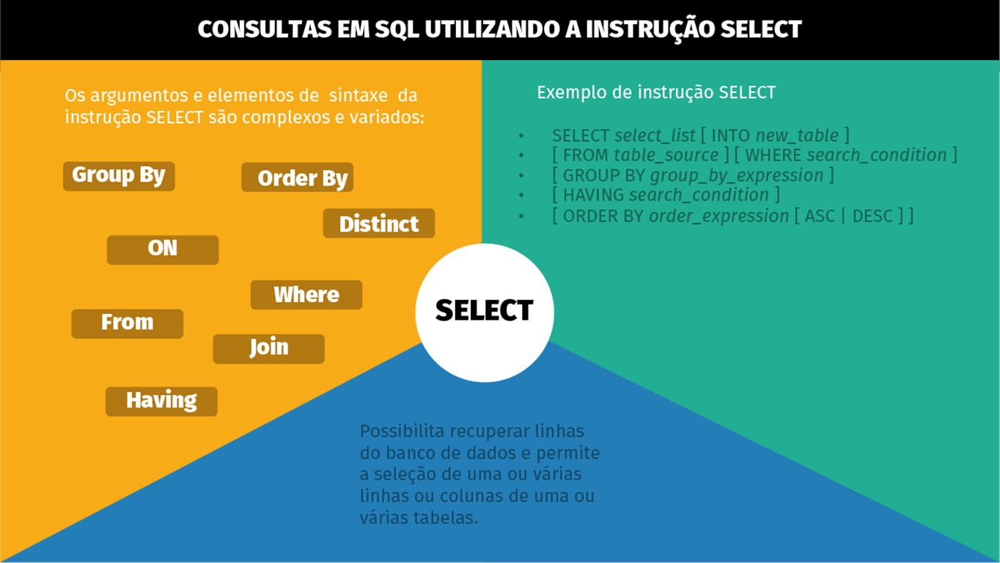 CONSULTAS EM SQL UTILIZANDO A INSTRUÇÃO SELECT
Os argumentos e elementos de sintaxe da
instrução SELECT são complexos e variados:
Group By
Order By
Distinct
ON
Where
From
Join
Having
Exemplo de instrução SELECT
• SELECT select_list [ INTO new_table ]
• [ FROM table_source ] [ WHERE search_condition ]
• [ GROUP BY group_by_expression ]
• [ HAVING search_condition ]
• [ ORDER BY order_expression [ ASC | DESC ] ]
SELECT
Possibilita recuperar linhas
do banco de dados e permite
a seleção de uma ou várias
linhas ou colunas de uma ou
várias tabelas.